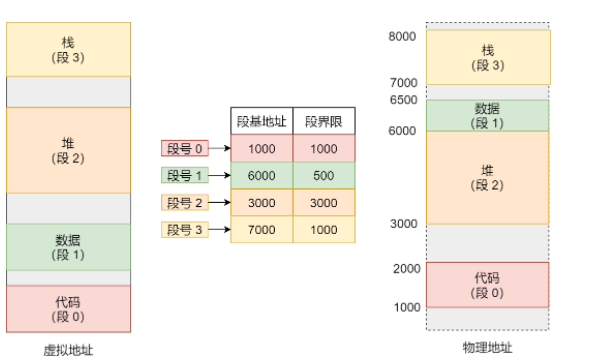 栈
(段 3)
堆
(段 2)
数据
(段 1)
代码
(段 0)
虚拟地址
段基地址 段界限
段号 0 1000 1000
段号 1 6000 500
段号 2 3000 3000
段号 3 7000 1000
8000
栈
(段 3)
7000
6500
数据
(段 1)
6000
堆
(段 2)
3000
2000
代码
(段 0)
1000
物理地址